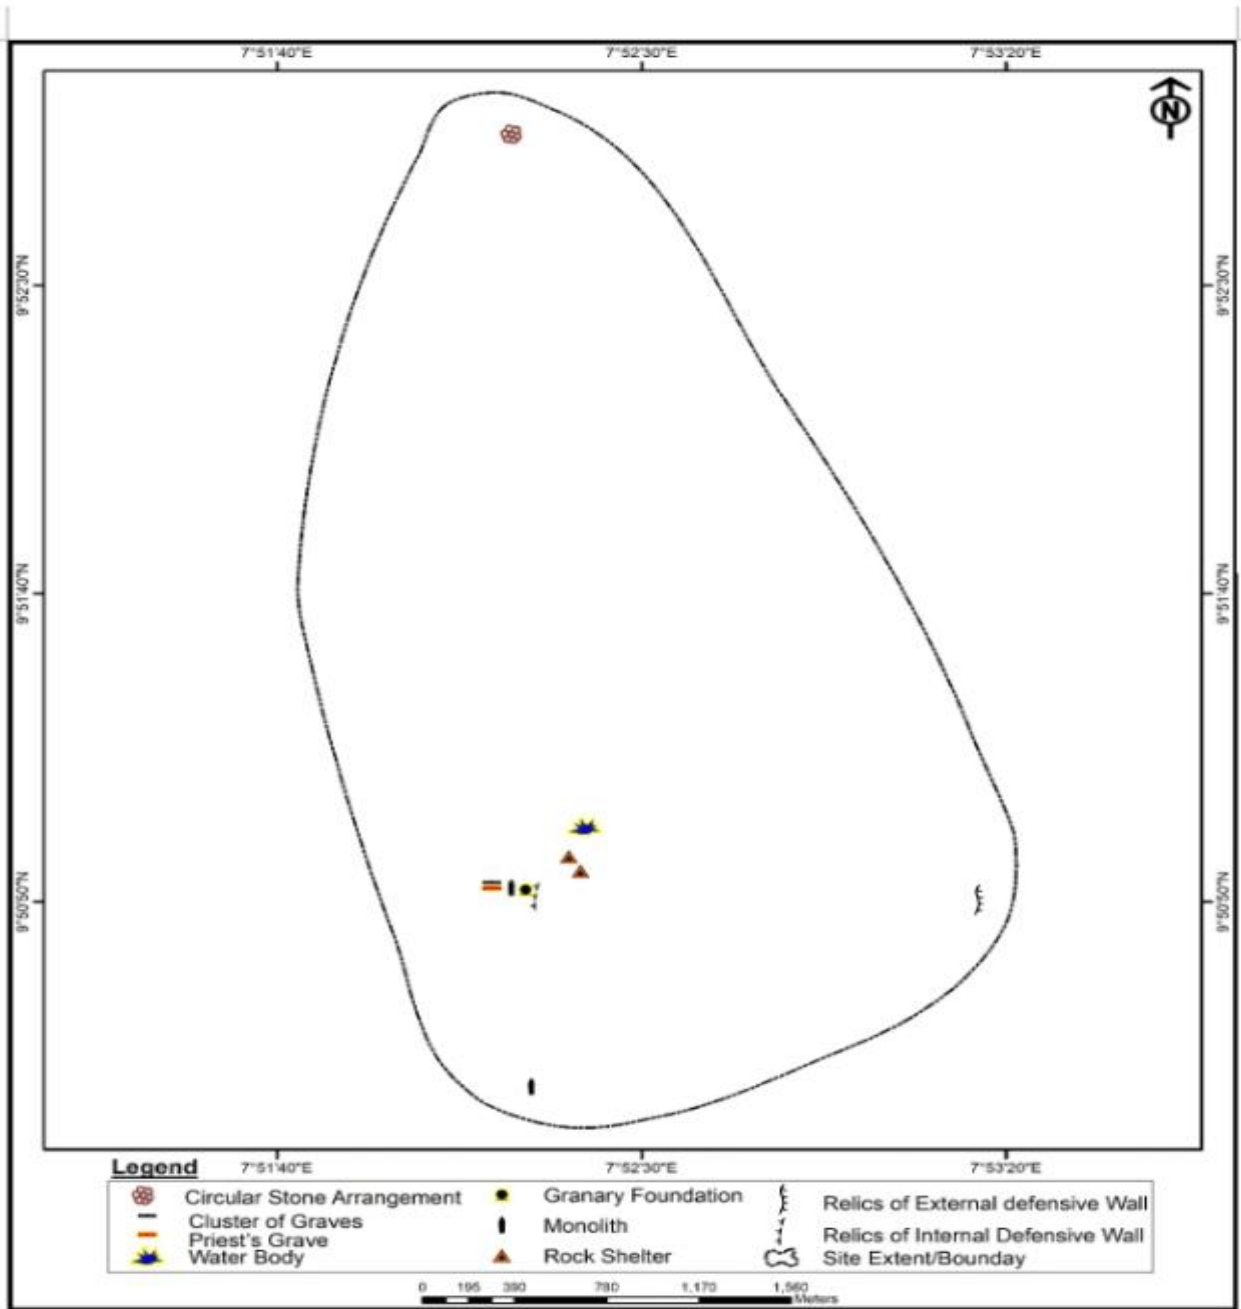 7°51'40"E 7°52'30"E 7°53'20"E
N
9°52'30"N 9°52'30"N
9°51'40"N 9°51'40"N
9°50'50"N 9°50'50"N
7°51'40"E 7°52'30"E 7°53'20"E
Legend
Circular Stone Arrangement
Cluster of Graves
Priest's Grave
Water Body
Granary Foundation
Monolith
Rock Shelter
Relics of External defensive Wall
Relics of Internal Defensive Wall
Site Extent/Bounday
0 195 390 780 1,170 1,560
Meters